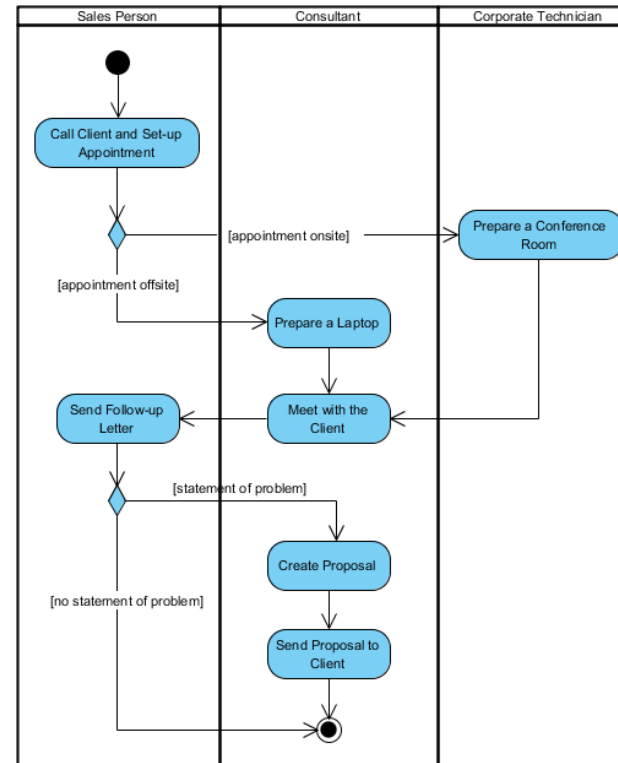 Sales Person
Consultant
Corporate Technician
Call Client and Set-up
Appointment
[appointment onsite]
Prepare a Conference
Room
[appointment offsite]
Prepare a Laptop
Send Follow-up
Letter
Meet with the
Client
[statement of problem]
Create Proposal
[no statement of problem]
Send Proposal to
Client